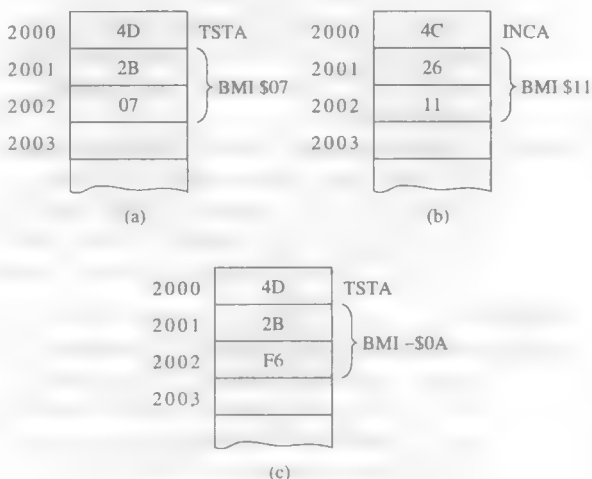 2000 4D TSTA
2001 2B
BMI $07
2002 07
2003
(a)
2000 4C INCA
2001 26
BMI $11
2002 11
2003
(b)
2000 4D TSTA
2001 2B
BMI –$0A
2002 F6
2003
(c)